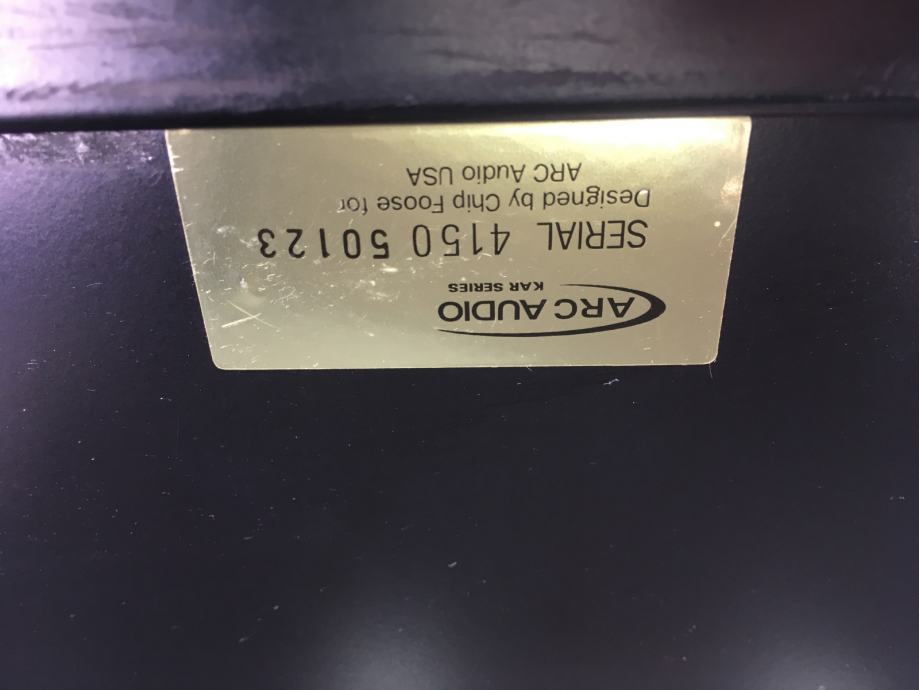 ARC AUDIO
KAR SERIES
SERIAL 4150 50123
Designed by Chip Foose for
ARC Audio USA